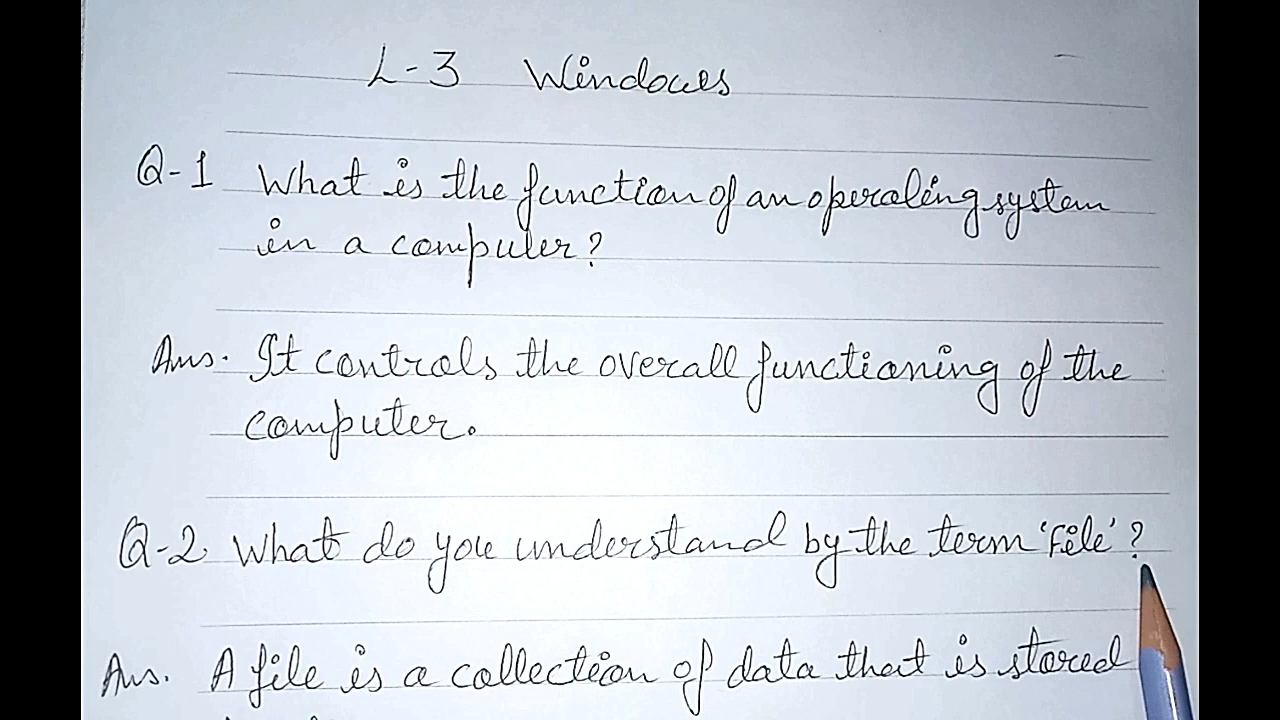 L-3 Windows
Q-1 What is the function of an operating system
in a computer?
Ans. It controls the overall functioning of the
computer.
Q-2. What do you understand by the term 'File'?
Ans. A file is a collection of data that is stored